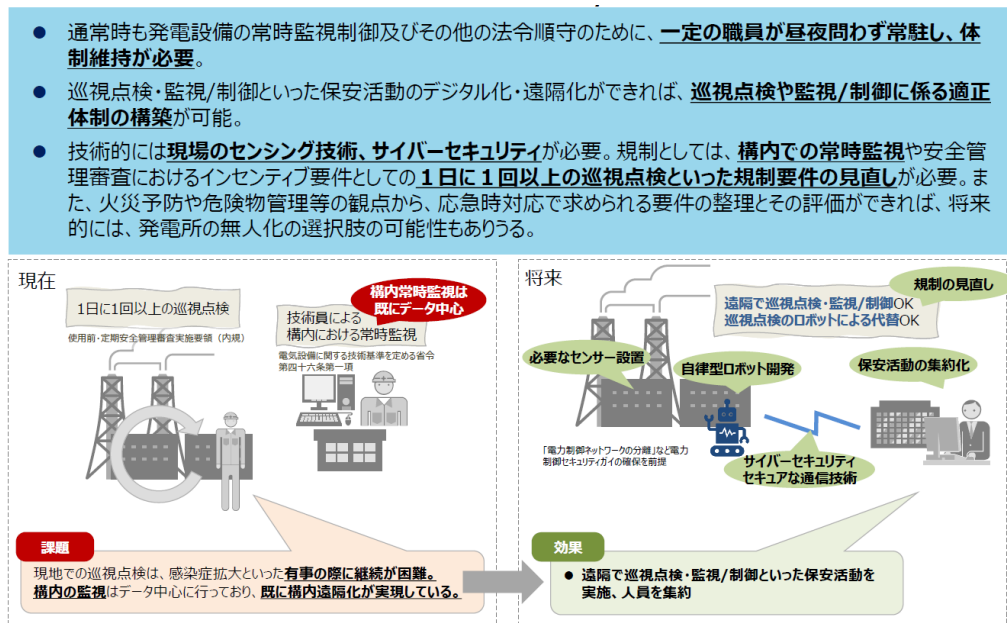 ● 通常時も発電設備の常時監視制御及びその他の法令順守のために、一定の職員が昼夜問わず常駐し、体
制維持が必要。
● 巡視点検・監視/制御といった保安活動のデジタル化・遠隔化ができれば、巡視点検や監視/制御に係る適正
体制の構築が可能。
● 技術的には現場のセンシング技術、サイバーセキュリティが必要。規制としては、構内での常時監視や安全管
理審査におけるインセンティブ要件としての１日に１回以上の巡視点検といった規制要件の見直しが必要。ま
た、火災予防や危険物管理等の観点から、応急時対応で求められる要件の整理とその評価ができれば、将来
的には、発電所の無人化の選択肢の可能性もありうる。
現在
1日に1回以上の巡視点検
使用前・定期安全管理審査実施要領（内規）
構内常時監視は
既にデータ中心
技術員による
構内における常時監視
電気設備に関する技術基準を定める省令
第四十六条第一項
課題
現地での巡視点検は、感染症拡大といった有事の際に継続が困難。
構内の監視はデータ中心に行っており、既に構内遠隔化が実現している。
将来
規制の見直し
遠隔で巡視点検・監視/制御OK
巡視点検のロボットによる代替OK
必要なセンサー設置
自律型ロボット開発
保安活動の集約化
「電力制御ネットワークの分離」など電力
制御セキュリティガイの確保を前提
サイバーセキュリティ
セキュアな通信技術
効果
● 遠隔で巡視点検・監視/制御といった保安活動を
実施、人員を集約